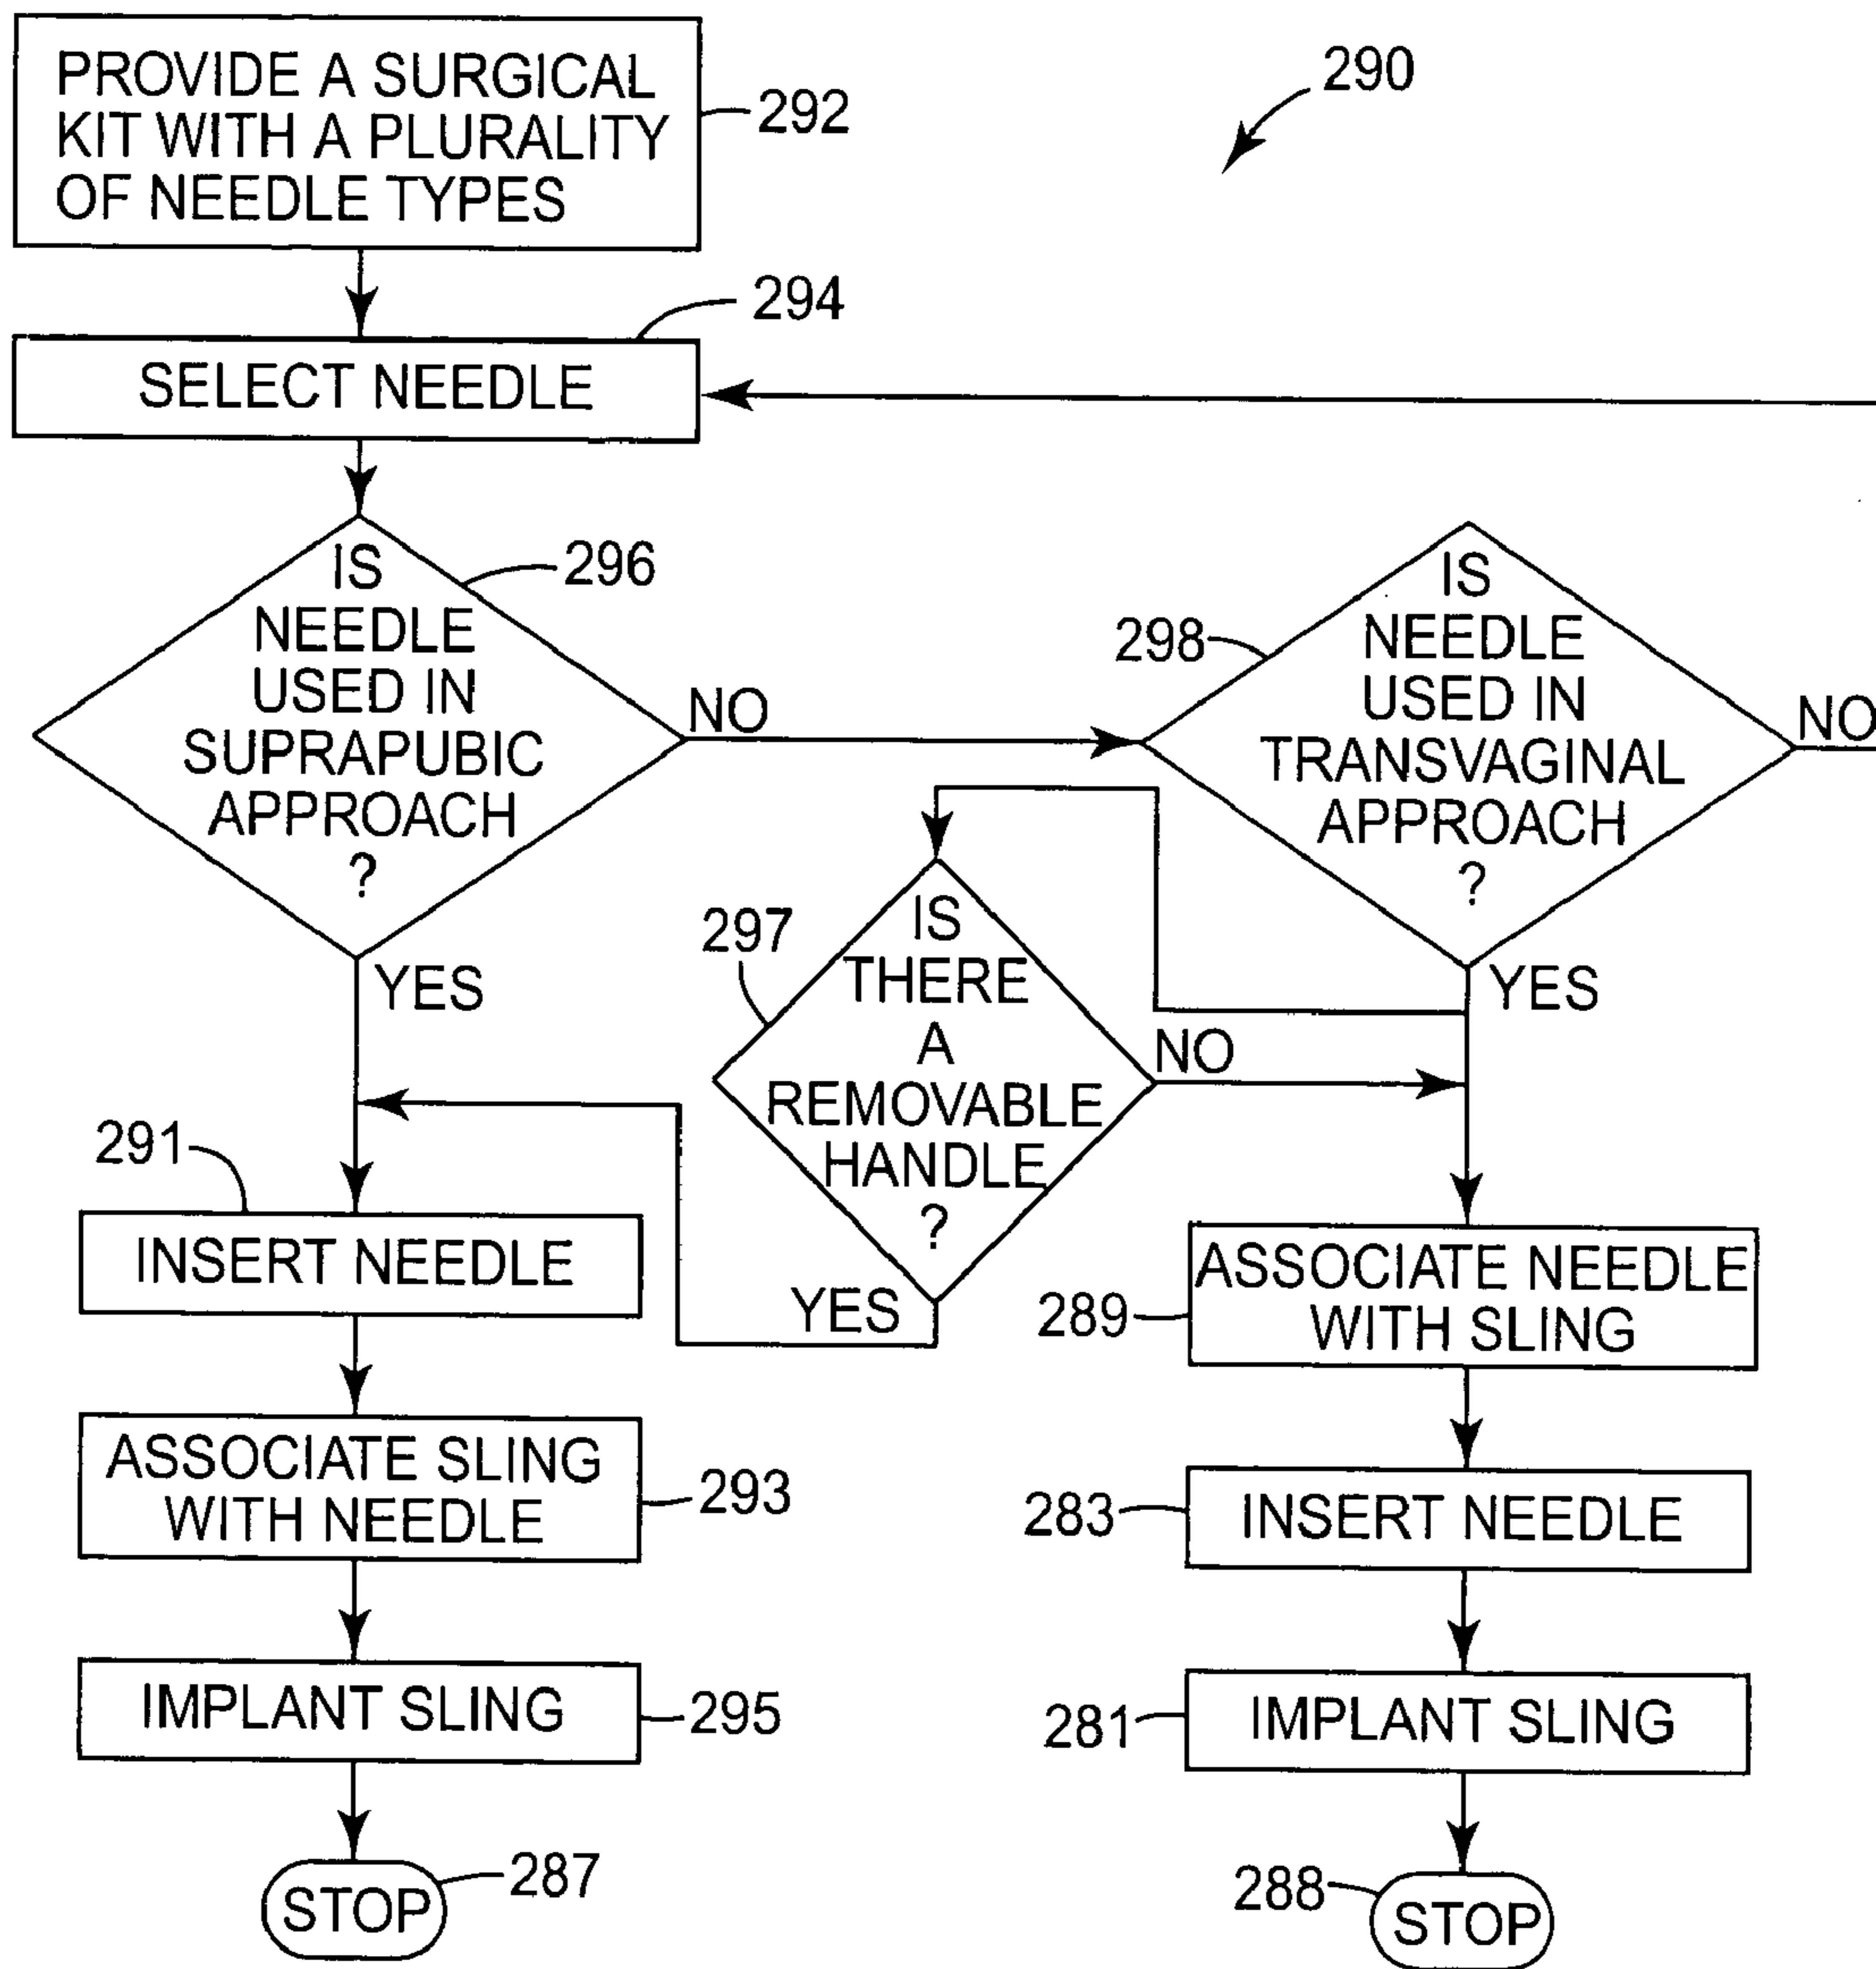 PROVIDE A SURGICAL
KIT WITH A PLURALITY
OF NEEDLE TYPES
292
290
294
SELECT NEEDLE
IS
NEEDLE
USED IN
SUPRAPUBIC
APPROACH
?
296
NO
YES
298
IS
NEEDLE
USED IN
TRANSVAGINAL
APPROACH
?
NO
YES
297
IS
THERE
A
REMOVABLE
HANDLE
?
NO
YES
291
INSERT NEEDLE
ASSOCIATE SLING
WITH NEEDLE
293
IMPLANT SLING
295
STOP
287
289
ASSOCIATE NEEDLE
WITH SLING
283
INSERT NEEDLE
281
IMPLANT SLING
288
STOP